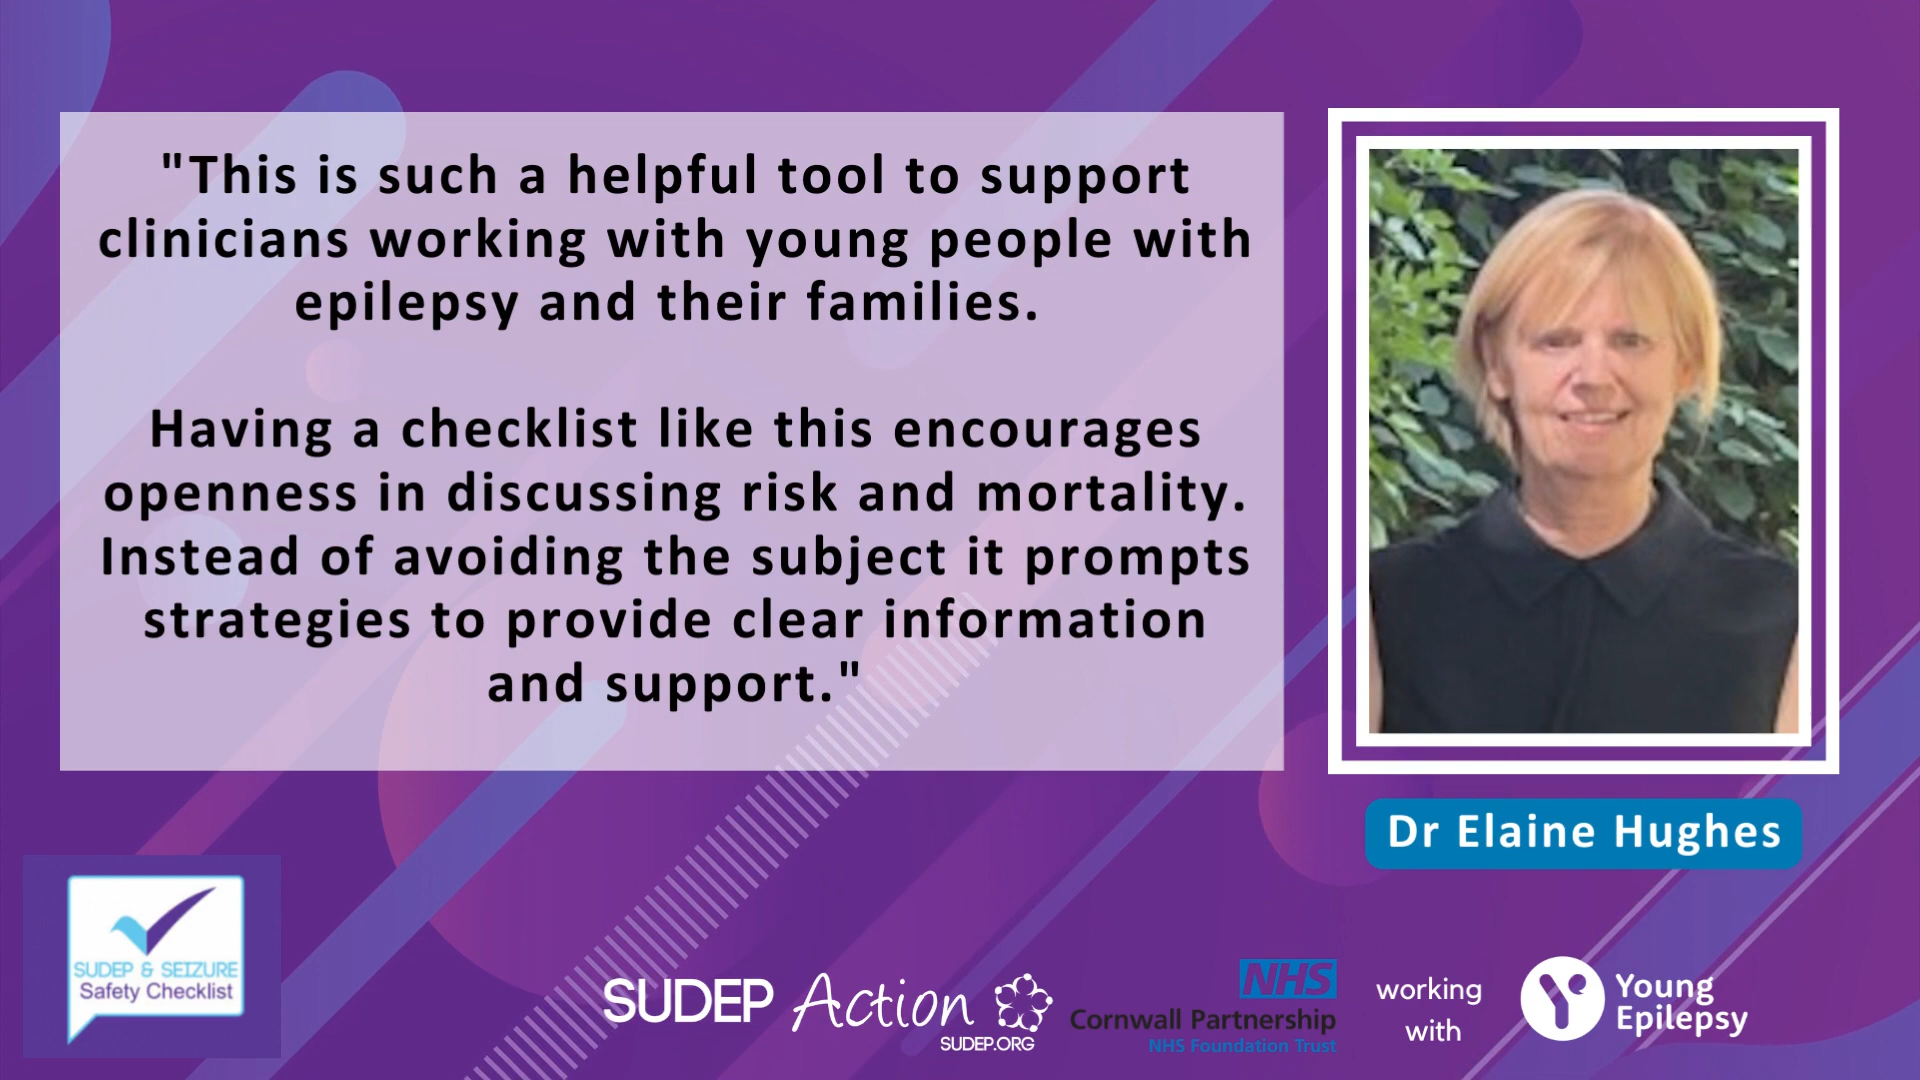 "This is such a helpful tool to support
clinicians working with young people with
epilepsy and their families.
Having a checklist like this encourages
openness in discussing risk and mortality.
Instead of avoiding the subject it prompts
strategies to provide clear information
and support."
Dr Elaine Hughes
SUDEP & SEIZURE
Safety Checklist
SUDEP Action
SUDEP.ORG
NHS
Cornwall Partnership
NHS Foundation Trust
working
with
Young
Epilepsy